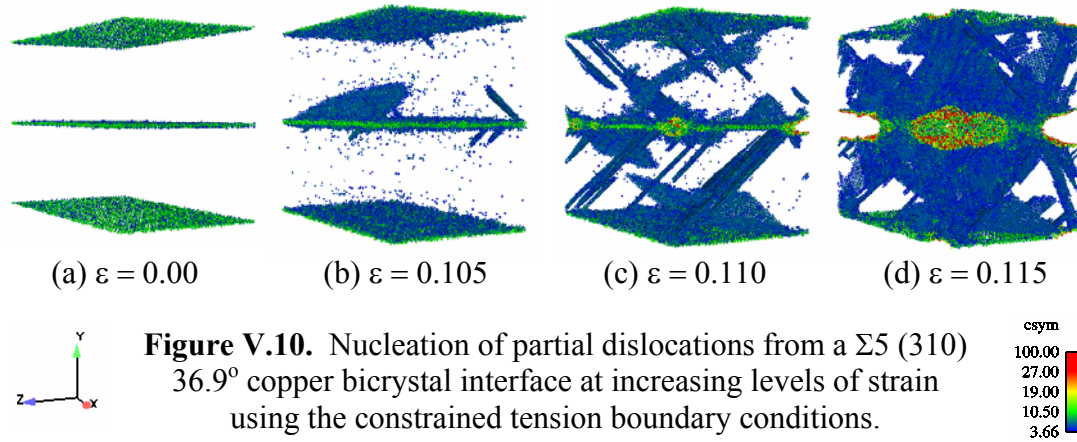 (a) ε = 0.00 (b) ε = 0.105 (c) ε = 0.110 (d) ε = 0.115
Y
Z
X
Figure V.10. Nucleation of partial dislocations from a Σ5 (310)
36.9° copper bicrystal interface at increasing levels of strain
using the constrained tension boundary conditions.
csym
100.00
27.00
19.00
10.50
3.66